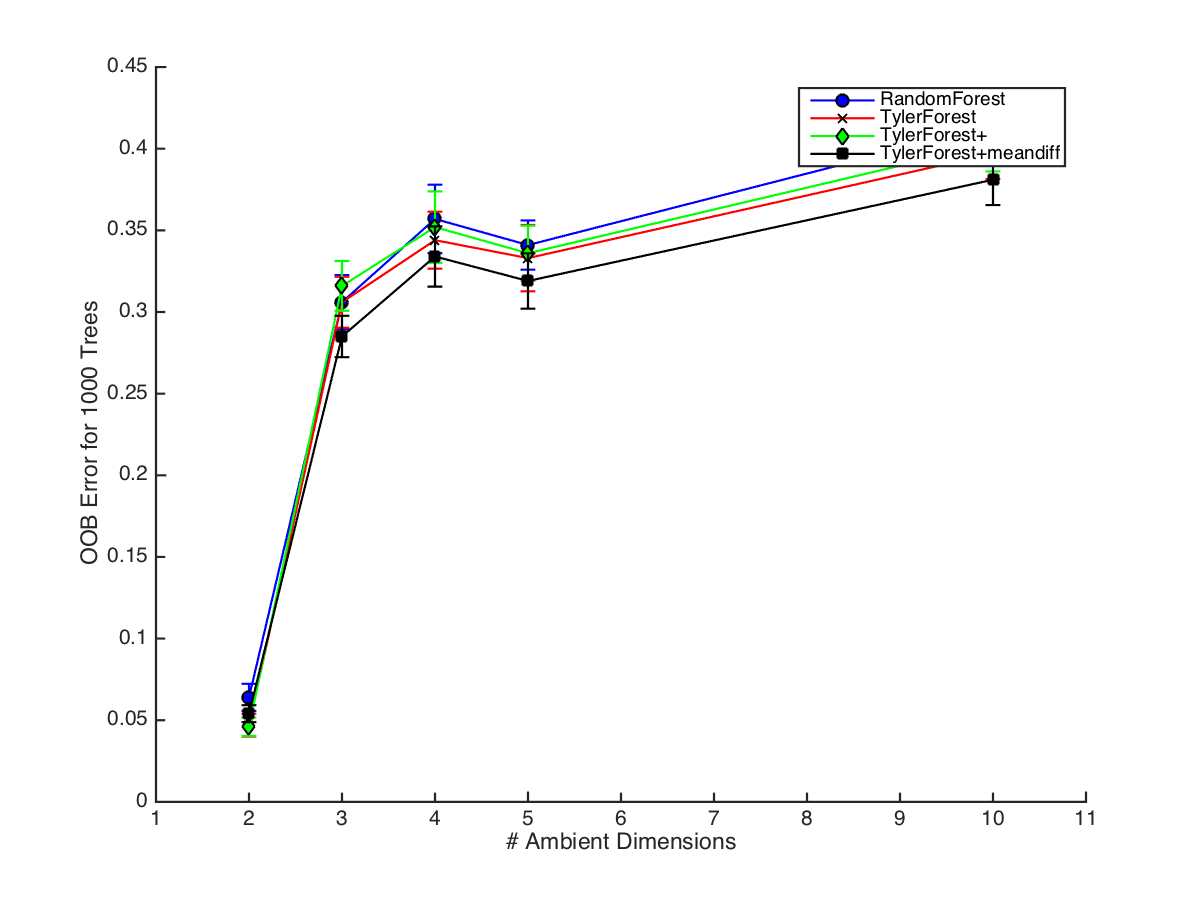 0.45
0.4
0.35
0.3
0.25
0.2
0.15
0.1
0.05
0
OOB Error for 1000 Trees
RandomForest
TylerForest
TylerForest+
TylerForest+meandiff
1 2 3 4 5 6 7 8 9 10 11
# Ambient Dimensions